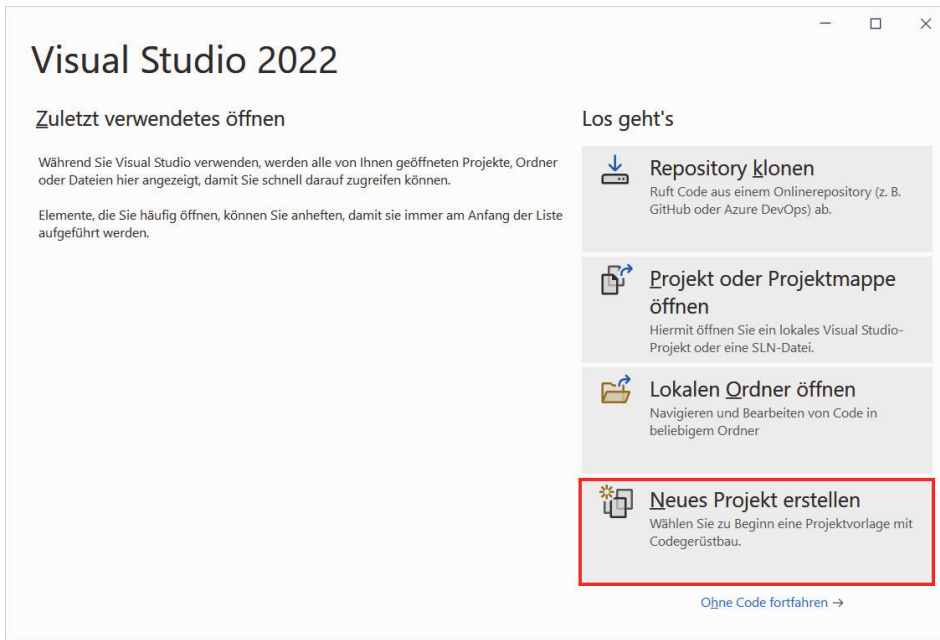 Visual Studio 2022
Zuletzt verwendetes öffnen
Während Sie Visual Studio verwenden, werden alle von Ihnen geöffneten Projekte, Ordner
oder Dateien hier angezeigt, damit Sie schnell darauf zugreifen können.
Elemente, die Sie häufig öffnen, können Sie anheften, damit sie immer am Anfang der Liste
aufgeführt werden.
Los geht's
Repository klonen
Ruft Code aus einem Onlinerepository (z. B.
GitHub oder Azure DevOps) ab.
Projekt oder Projektmappe
öffnen
Hiermit öffnen Sie ein lokales Visual Studio-
Projekt oder eine SLN-Datei.
Lokalen Ordner öffnen
Navigieren und Bearbeiten von Code in
beliebigem Ordner
Neues Projekt erstellen
Wählen Sie zu Beginn eine Projektvorlage mit
Codegerüstbau.
Ohne Code fortfahren →